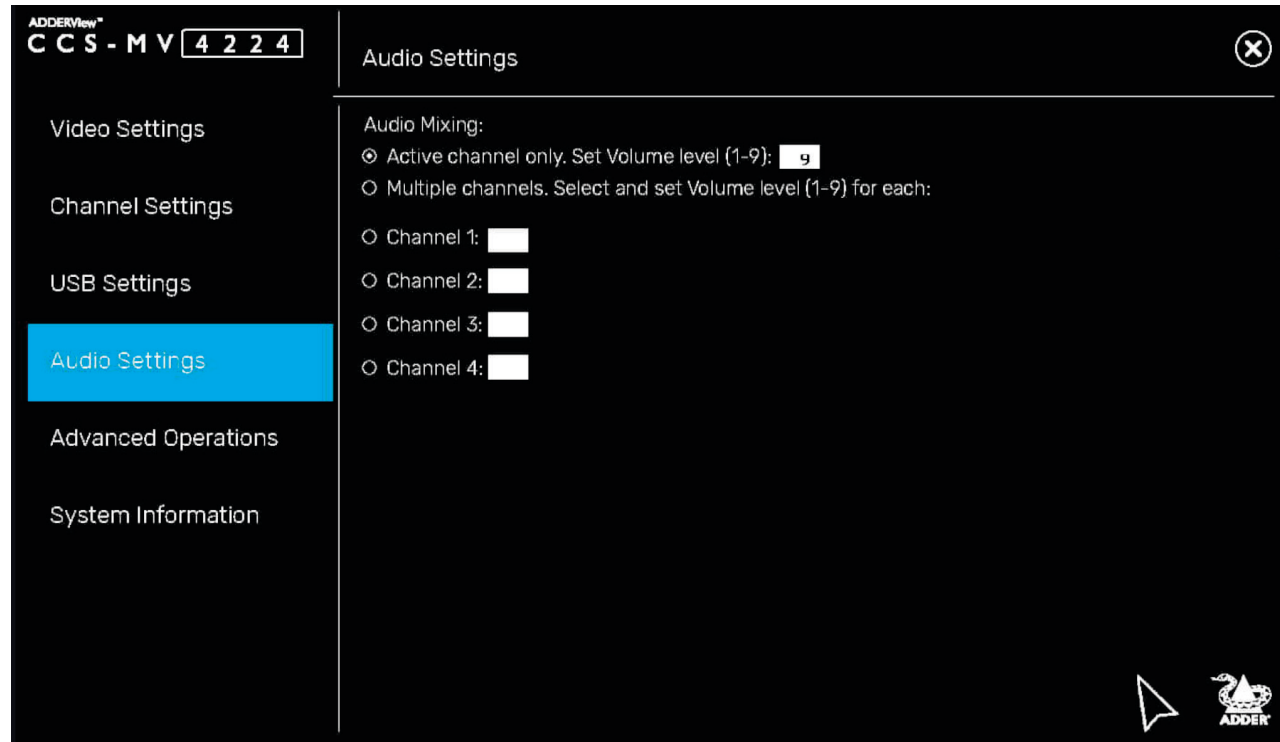 ADDERView™
CCS-MV 4224
Audio Settings
Video Settings
Channel Settings
USB Settings
Audio Settings
Advanced Operations
System Information
Audio Mixing:
Active channel only. Set Volume level (1-9): 9
Multiple channels. Select and set Volume level (1-9) for each:
Channel 1:
Channel 2:
Channel 3:
Channel 4:
ADDER